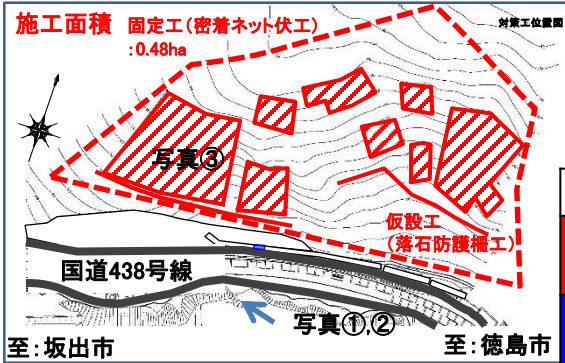 施工面積 固定工(密着ネット伏工)
:0.48ha
対策工位置図
写真③
仮設工
(落石防護柵工)
国道438号線
写真①,②
至:坂出市
至:徳島市